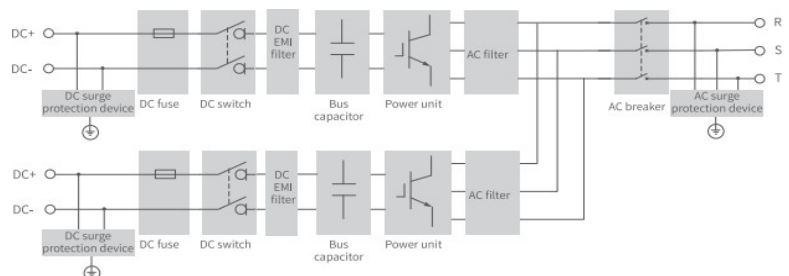 DC+
DC-
DC surge
protection device
DC fuse
DC switch
DC
EMI
filter
Bus
capacitor
Power unit
AC filter
AC breaker
R
S
T
AC surge
protection device
DC+
DC-
DC surge
protection device
DC fuse
DC switch
DC
EMI
filter
Bus
capacitor
Power unit
AC filter